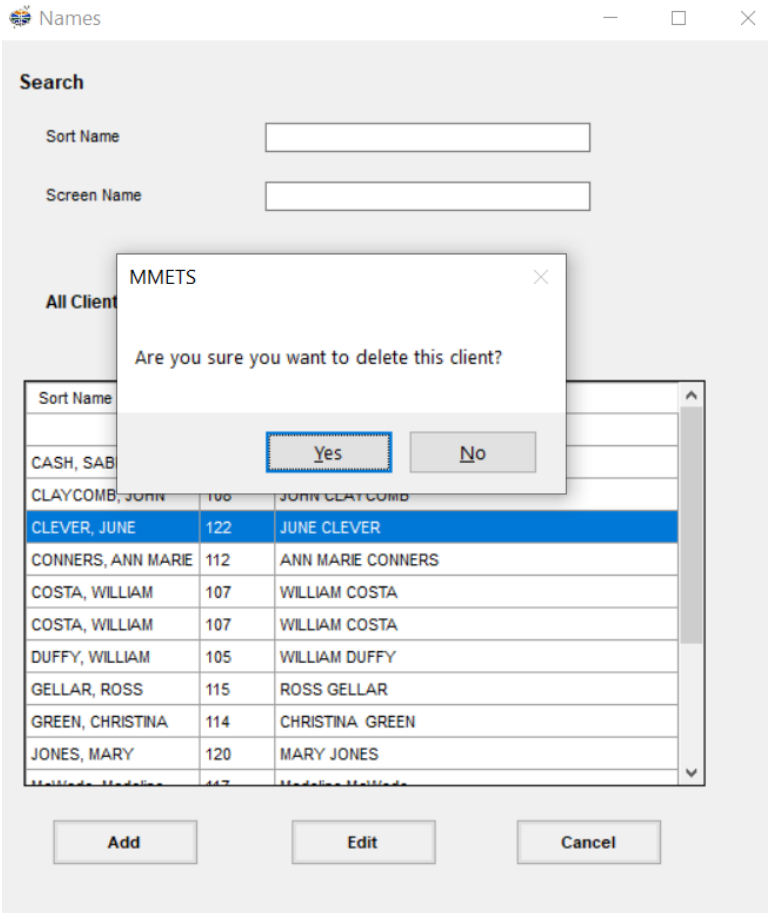 Names
Search
Sort Name
Screen Name
All Client
MMETS
Are you sure you want to delete this client?
Yes No
Sort Name
CASH, SAB
CLAYCOMB, JOHN 108 JOHN CLAYCOMB
CLEVER, JUNE 122 JUNE CLEVER
CONNERS, ANN MARIE 112 ANN MARIE CONNERS
COSTA, WILLIAM 107 WILLIAM COSTA
COSTA, WILLIAM 107 WILLIAM COSTA
DUFFY, WILLIAM 105 WILLIAM DUFFY
GELLAR, ROSS 115 ROSS GELLAR
GREEN, CHRISTINA 114 CHRISTINA GREEN
JONES, MARY 120 MARY JONES
Add Edit Cancel